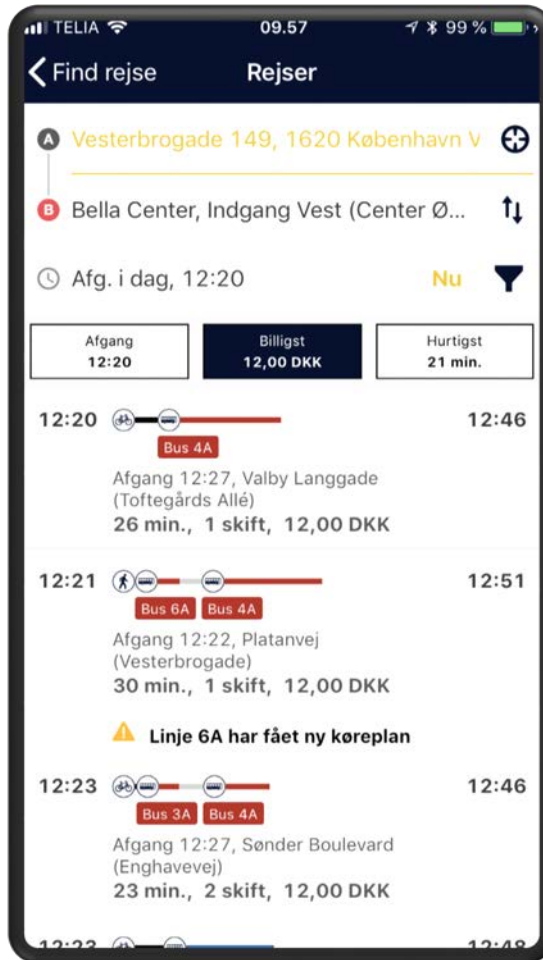 TELIA 09.57 99 %
Find rejse Rejser
A Vesterbrogade 149, 1620 København V
B Bella Center, Indgang Vest (Center Ø...
Afg. i dag, 12:20 Nu
Afgang Billigst Hurtigst
12:20 12,00 DKK 21 min.
12:20 12:46
Bus 4A
Afgang 12:27, Valby Langgade
(Toftegårds Allé)
26 min., 1 skift, 12,00 DKK
12:21 12:51
Bus 6A Bus 4A
Afgang 12:22, Platanvej
(Vesterbrogade)
30 min., 1 skift, 12,00 DKK
Linje 6A har fået ny køreplan
12:23 12:46
Bus 3A Bus 4A
Afgang 12:27, Sønder Boulevard
(Enghavevej)
23 min., 2 skift, 12,00 DKK
12:23 12:48